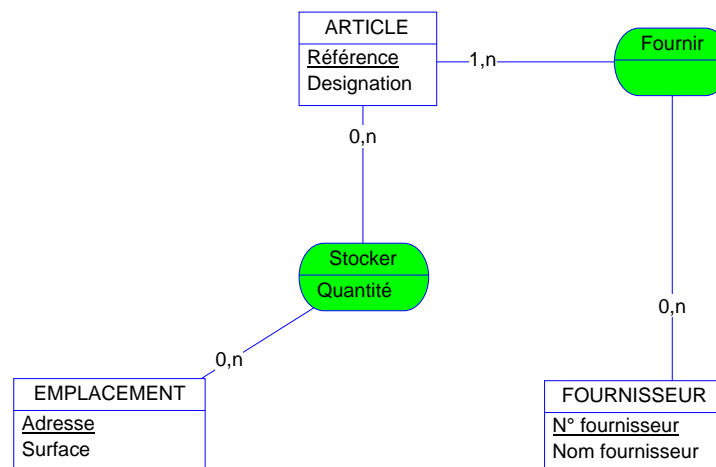 ARTICLE
Référence
Designation
1,n
Fournir
0,n
Stocker
Quantité
0,n
0,n
EMPLACEMENT
Adresse
Surface
FOURNISSEUR
N° fournisseur
Nom fournisseur